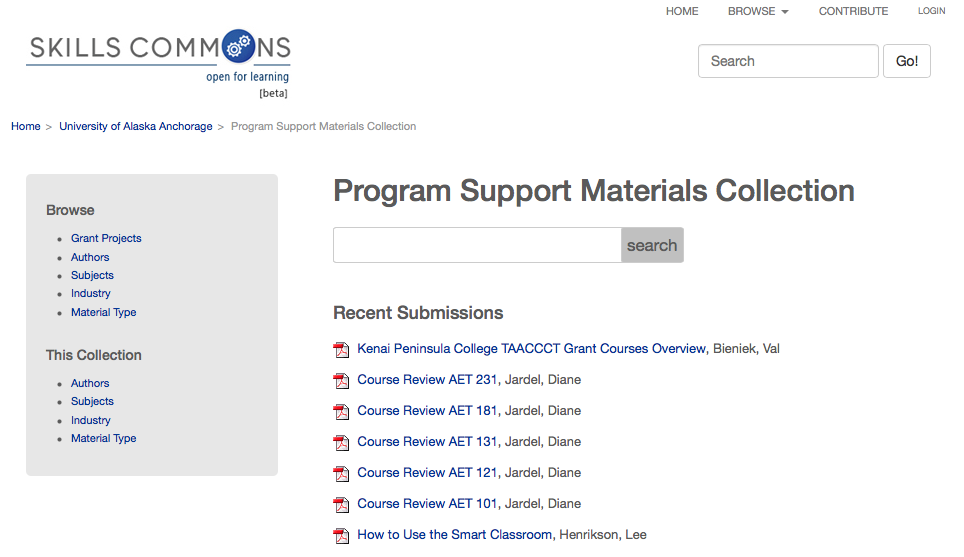 HOME BROWSE CONTRIBUTE LOGIN
SKILLS COMMONS
open for learning
[beta]
Search Go!
Home > University of Alaska Anchorage > Program Support Materials Collection
Browse
Grant Projects
Authors
Subjects
Industry
Material Type
This Collection
Authors
Subjects
Industry
Material Type
Program Support Materials Collection
search
Recent Submissions
Kenai Peninsula College TAACCCT Grant Courses Overview, Bieniek, Val
Course Review AET 231, Jardel, Diane
Course Review AET 181, Jardel, Diane
Course Review AET 131, Jardel, Diane
Course Review AET 121, Jardel, Diane
Course Review AET 101, Jardel, Diane
How to Use the Smart Classroom, Henrikson, Lee